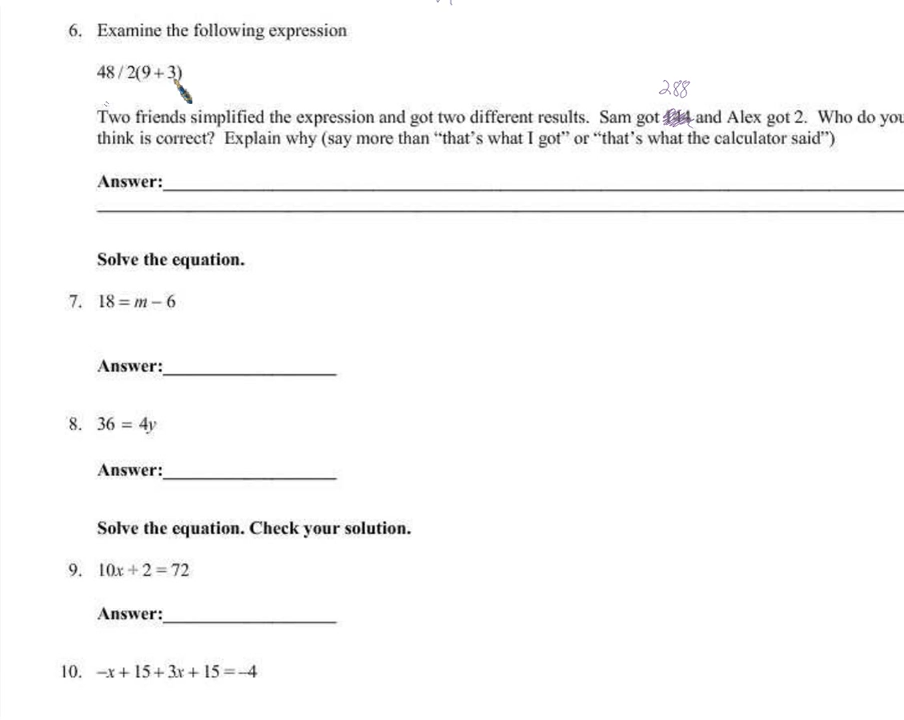 6. Examine the following expression
48 / 2(9 + 3)
288
Two friends simplified the expression and got two different results. Sam got and Alex got 2. Who do you
think is correct? Explain why (say more than “that’s what I got” or “that’s what the calculator said”)
Answer:
Solve the equation.
7. 18 = m – 6
Answer:
8. 36 = 4y
Answer:
Solve the equation. Check your solution.
9. 10x + 2 = 72
Answer:
10. –x + 15 + 3x + 15 = –4